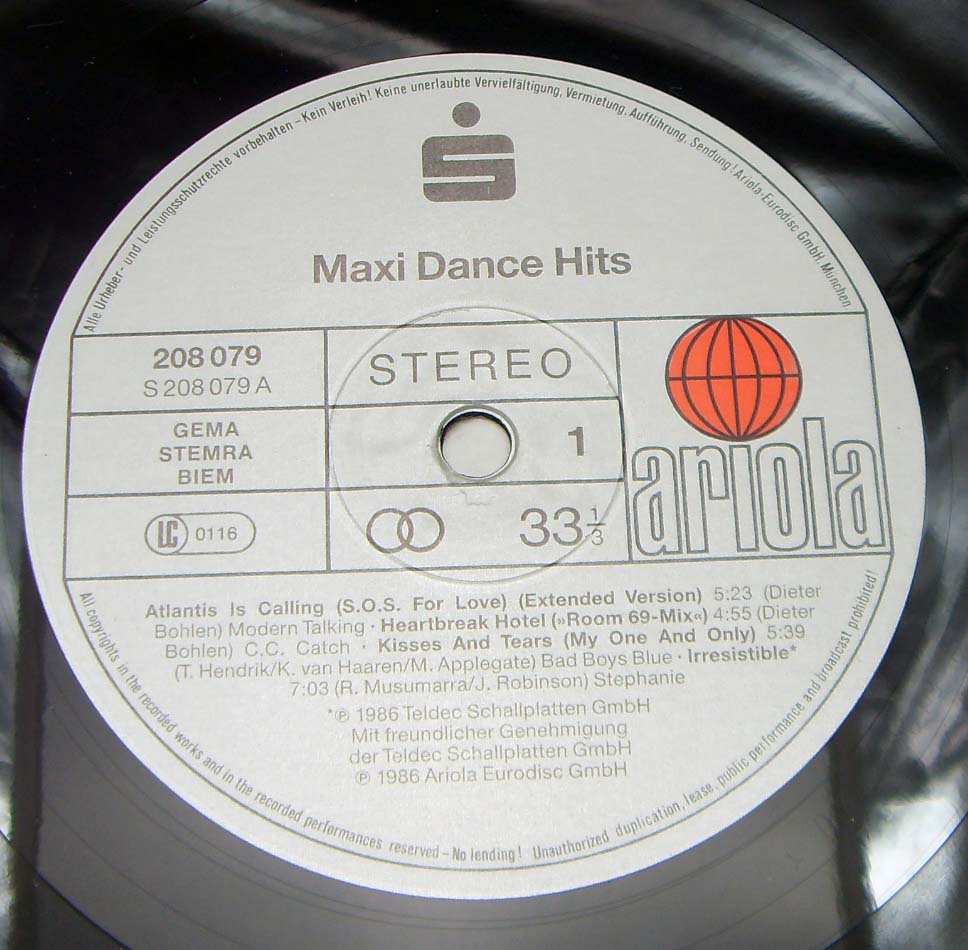 Alle Urheber- und Leistungsschutzrechte vorbehalten – Kein Verleih! Keine unerlaubte Vervielfältigung, Vermietung, Aufführung, Sendung! Ariola-Eurodisc GmbH München
Maxi Dance Hits
208 079
S 208 079 A
STEREO
GEMA
STEMRA
BIEM
1
LC 0116
33 1/3
ariola
Atlantis Is Calling (S.O.S. For Love) (Extended Version) 5:23 (Dieter
Bohlen) Modern Talking · Heartbreak Hotel (»Room 69-Mix«) 4:55 (Dieter
Bohlen) C.C. Catch · Kisses And Tears (My One And Only) 5:39
(T. Hendrik/K. van Haaren/M. Applegate) Bad Boys Blue · Irresistible*
7:03 (R. Musumarra/J. Robinson) Stephanie
*℗ 1986 Teldec Schallplatten GmbH
Mit freundlicher Genehmigung
der Teldec Schallplatten GmbH
℗ 1986 Ariola Eurodisc GmbH
All copyrights in the recorded works and in the recorded performances reserved – No lending! Unauthorized duplication, lease, public performance and broadcast prohibited!